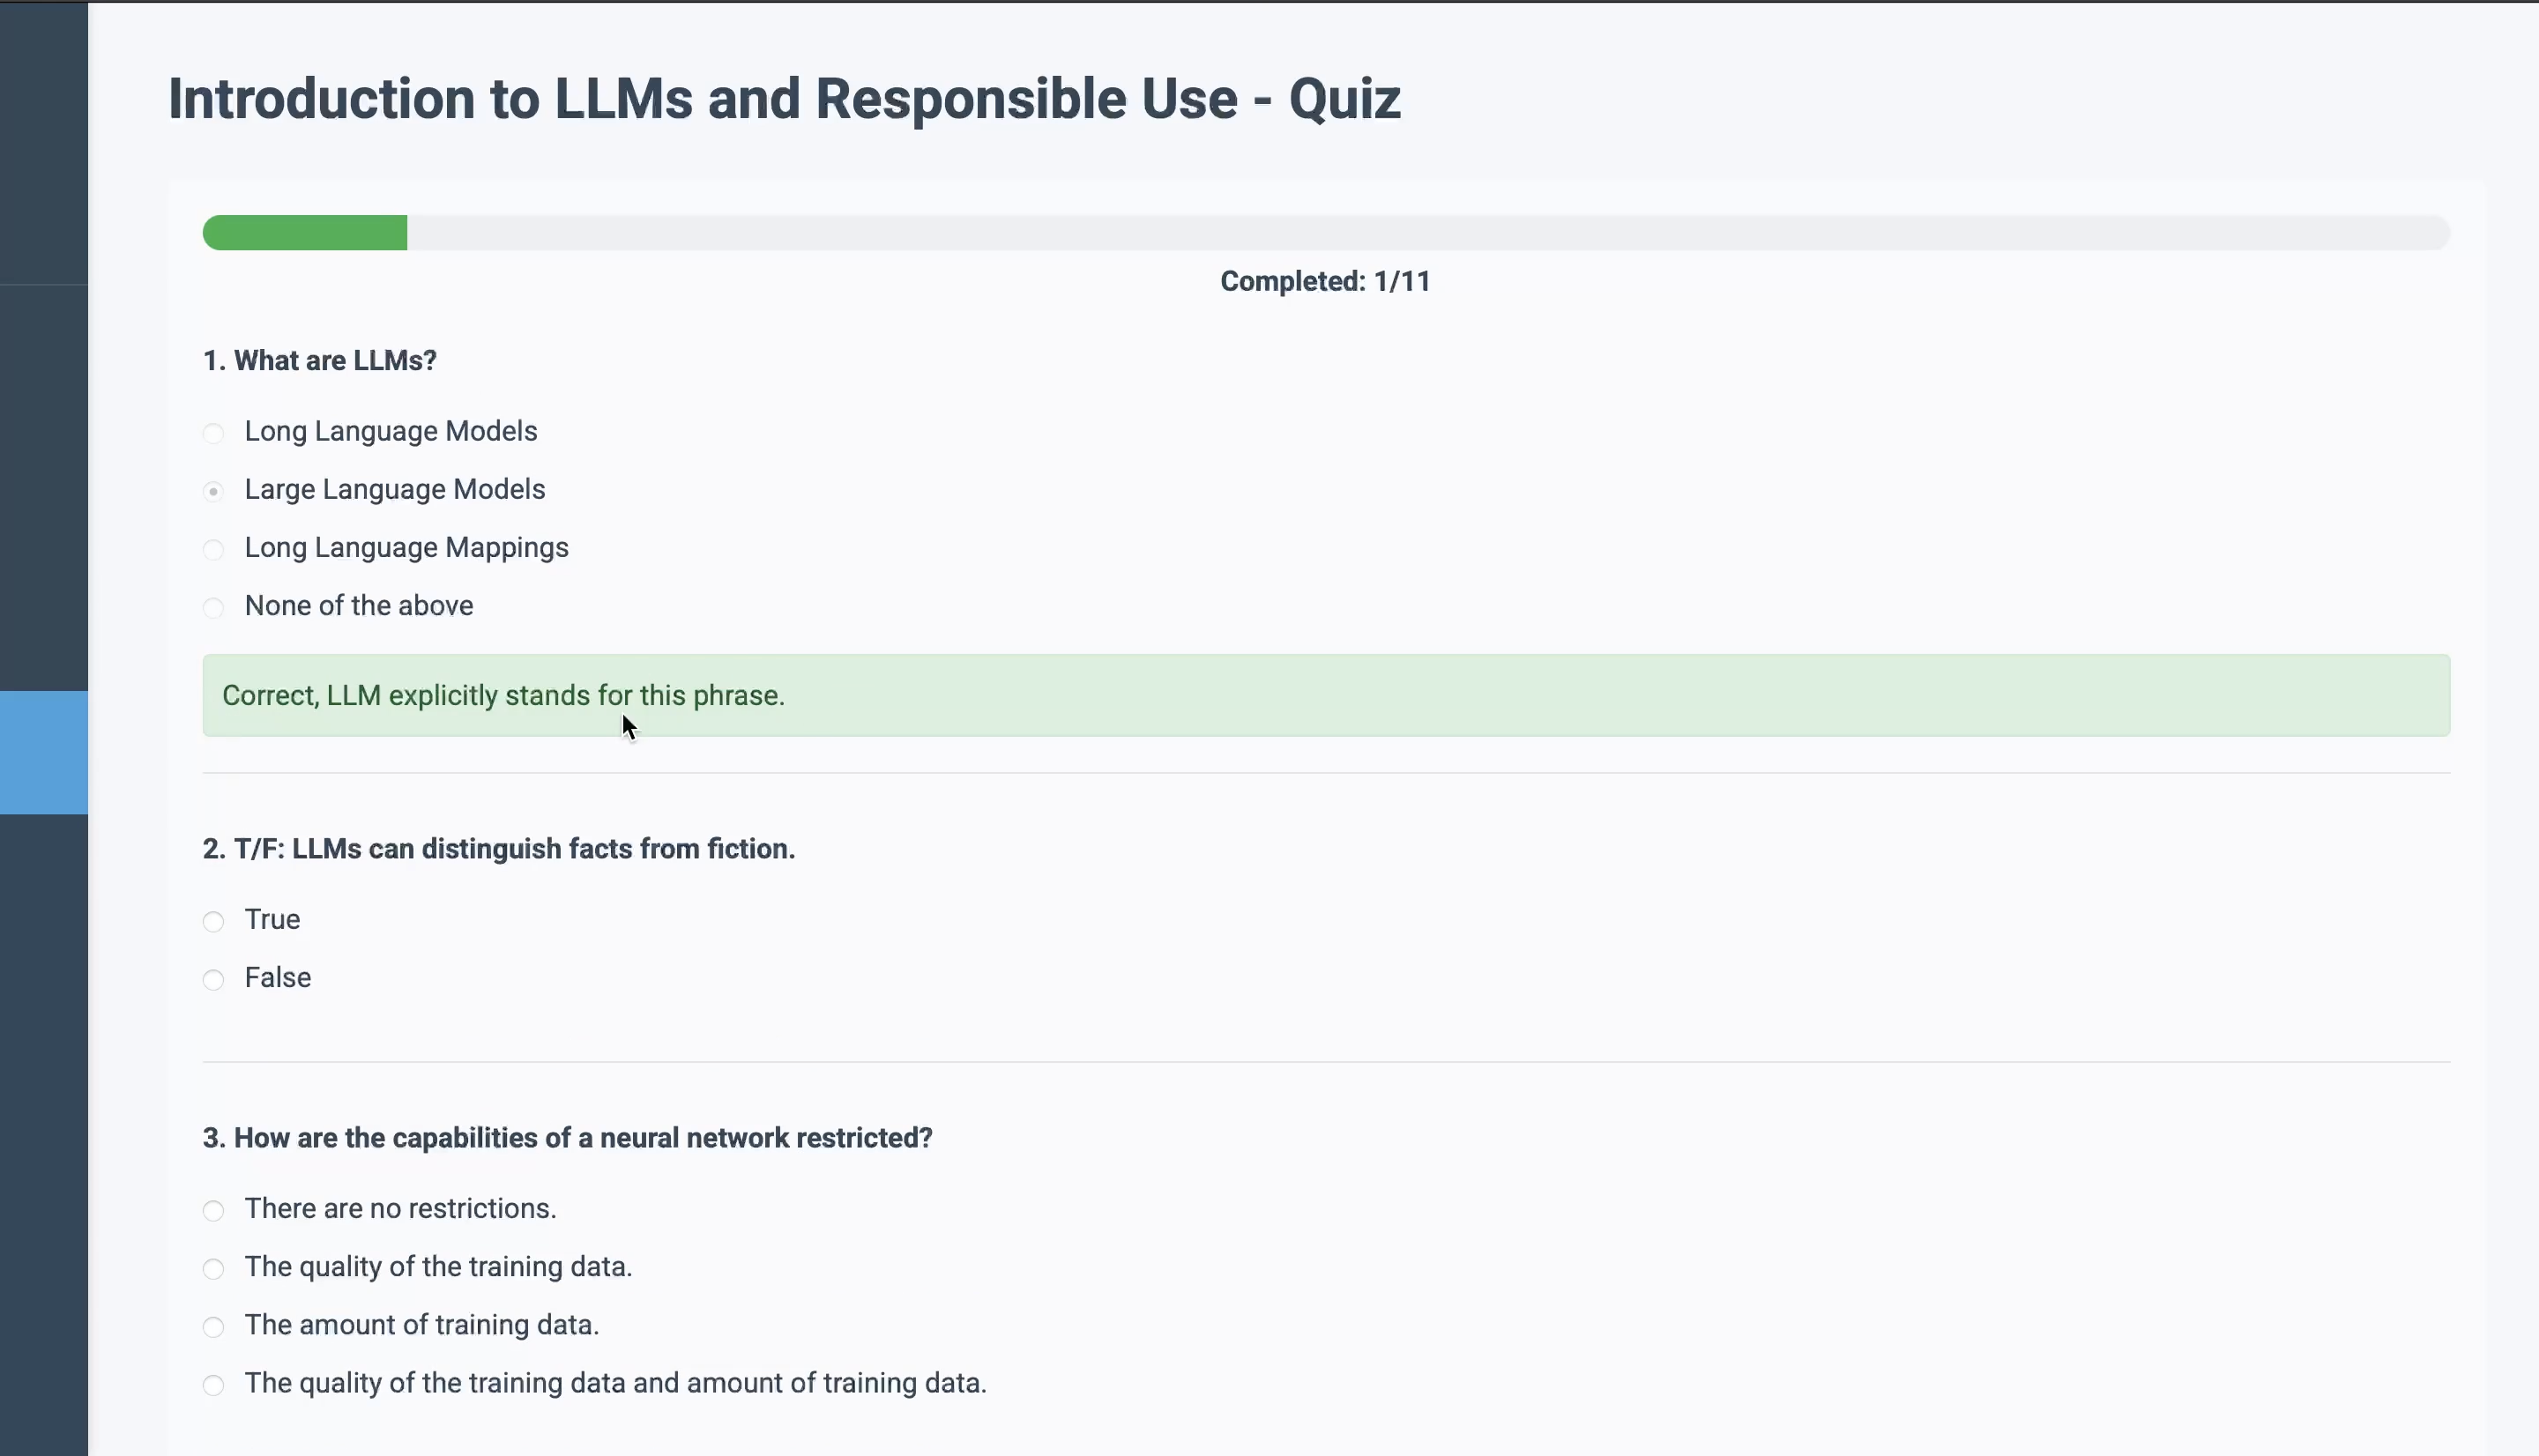 Introduction to LLMs and Responsible Use - Quiz
Completed: 1/11
1. What are LLMs?
Long Language Models
Large Language Models
Long Language Mappings
None of the above
Correct, LLM explicitly stands for this phrase.
2. T/F: LLMs can distinguish facts from fiction.
True
False
3. How are the capabilities of a neural network restricted?
There are no restrictions.
The quality of the training data.
The amount of training data.
The quality of the training data and amount of training data.